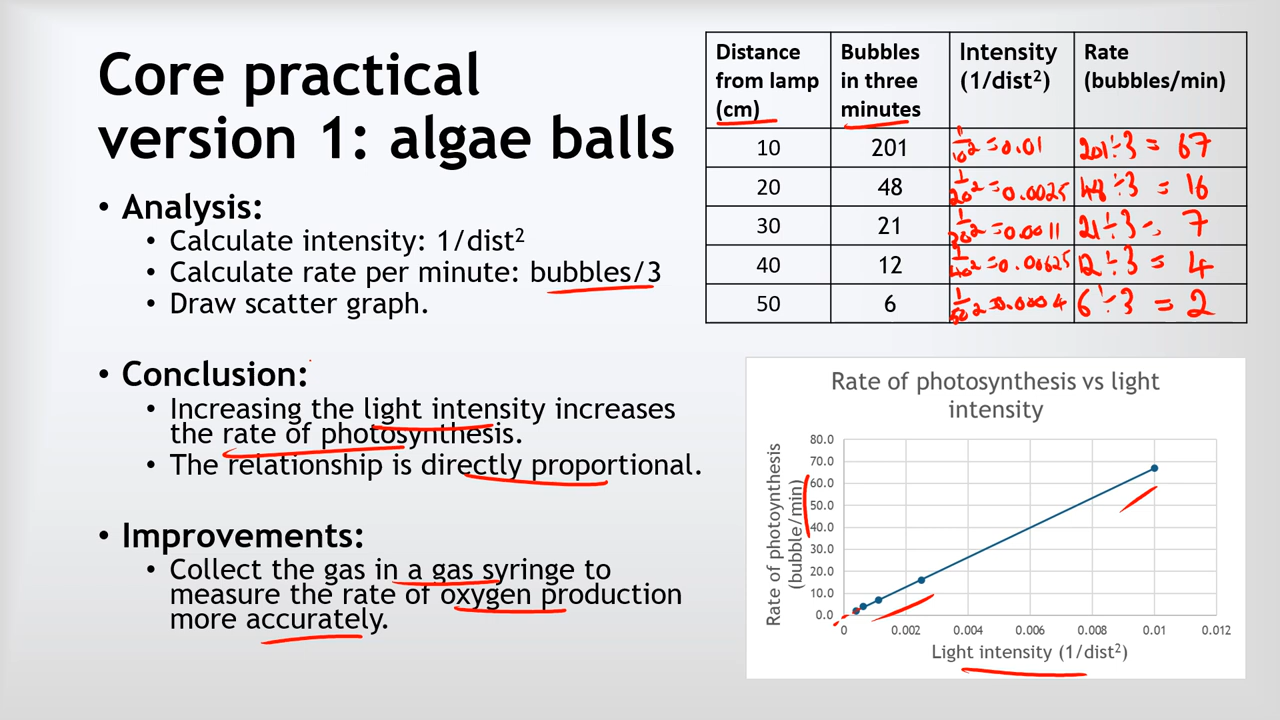 Core practical
version 1: algae balls
• Analysis:
• Calculate intensity: 1/dist²
• Calculate rate per minute: bubbles/3
• Draw scatter graph.
• Conclusion:
• Increasing the light intensity increases
the rate of photosynthesis.
• The relationship is directly proportional.
• Improvements:
• Collect the gas in a gas syringe to
measure the rate of oxygen production
more accurately.
Distance from lamp (cm) Bubbles in three minutes Intensity (1/dist²) Rate (bubbles/min)
10 201 1/10² = 0.01 201÷3 = 67
20 48 1/20² = 0.0025 48÷3 = 16
30 21 1/30² = 0.0011 21÷3 = 7
40 12 1/40² = 0.00625 12÷3 = 4
50 6 1/50² = 0.0004 6÷3 = 2
Rate of photosynthesis vs light
intensity
Rate of photoynthesis
(bubble/min)
80.0
70.0
60.0
50.0
40.0
30.0
20.0
10.0
0.0
0 0.002 0.004 0.006 0.008 0.01 0.012
Light intensity (1/dist²)